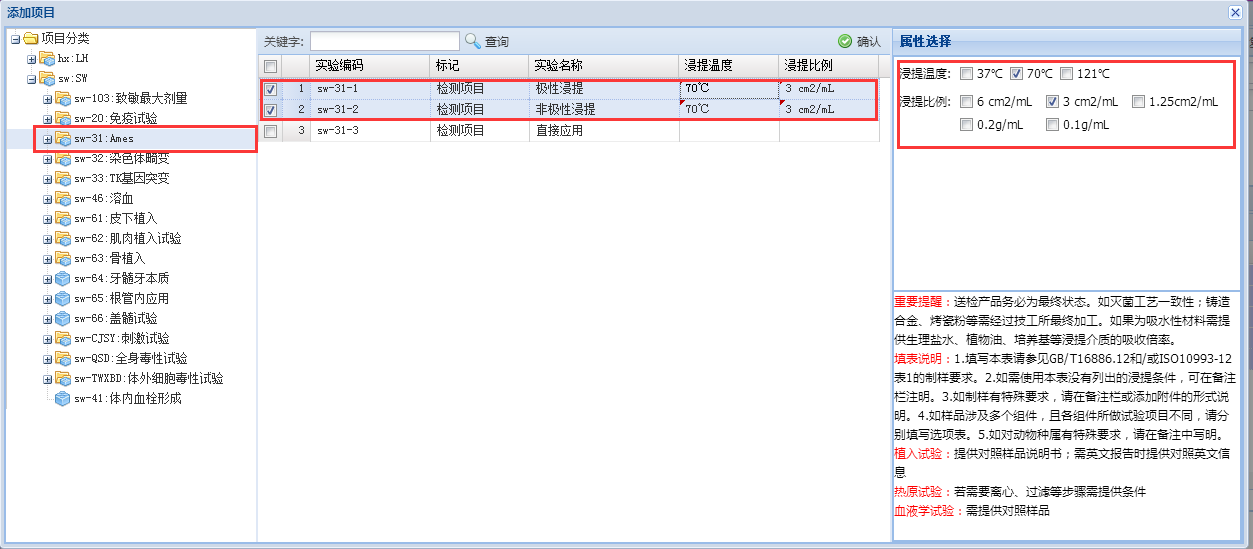 添加项目
项目分类
hx:LH
sw:SW
sw-103:致敏最大剂量
sw-20:免疫试验
sw-31:Ames
sw-32:染色体畸变
sw-33:TK基因突变
sw-46:溶血
sw-61:皮下植入
sw-62:肌肉植入试验
sw-63:骨植入
sw-64:牙髓牙本质
sw-65:根管内应用
sw-66:盖髓试验
sw-CJSY:刺激试验
sw-QSD:全身毒性试验
sw-TWXBD:体外细胞毒性试验
sw-41:体内血栓形成
关键字: 查询 确认
实验编码 标记 实验名称 浸提温度 浸提比例
1 sw-31-1 检测项目 极性浸提 70℃ 3 cm2/mL
2 sw-31-2 检测项目 非极性浸提 70℃ 3 cm2/mL
3 sw-31-3 检测项目 直接应用
属性选择
浸提温度: 37℃ 70℃ 121℃
浸提比例: 6 cm2/mL 3 cm2/mL 1.25cm2/mL
0.2g/mL 0.1g/mL
重要提醒：送检产品务必为最终状态。如灭菌工艺一致性；铸造
合金、烤瓷粉等需经过技工所最终加工。如果为吸水性材料需提
供生理盐水、植物油、培养基等浸提介质的吸收倍率。
填表说明：1.填写本表请参见GB/T16886.12和/或ISO10993-12
表1的制样要求。2.如需使用本表没有列出的浸提条件，可在备注
栏注明。3.如制样有特殊要求，请在备注栏或添加附件的形式说
明。4.如样品涉及多个组件，且各组件所做试验项目不同，请分
别填写选项表。5.如对动物种属有特殊要求，请在备注中写明。
植入试验：提供对照样品说明书；需英文报告时提供对照英文信
息
热原试验：若需要离心、过滤等步骤需提供条件
血液学试验：需提供对照样品